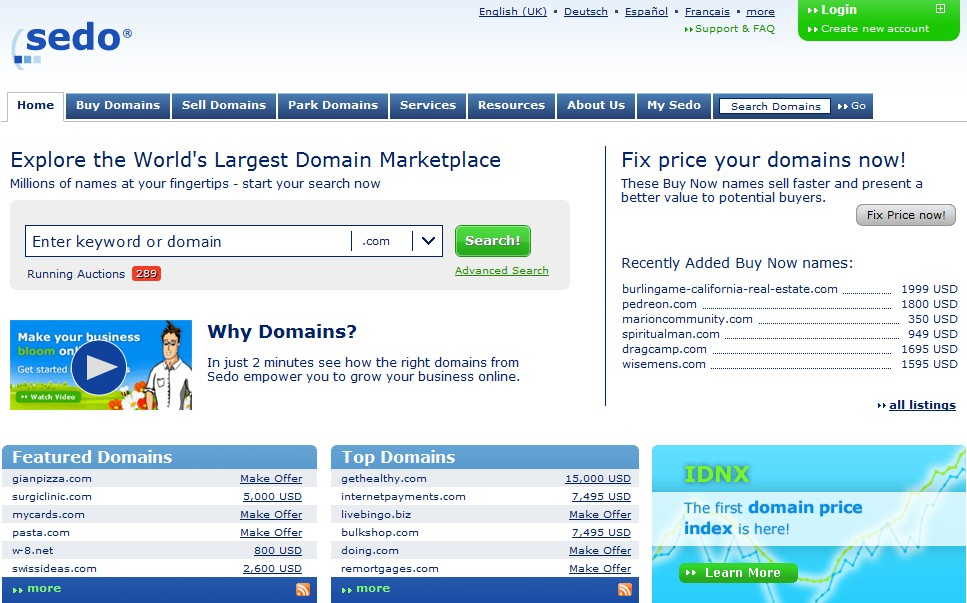 English (UK) • Deutsch • Español • Français • more
Support & FAQ
Login
Create new account
sedo®
Home Buy Domains Sell Domains Park Domains Services Resources About Us My Sedo Search Domains Go
Explore the World's Largest Domain Marketplace
Millions of names at your fingertips - start your search now
Enter keyword or domain .com Search!
Running Auctions 289 Advanced Search
Make your business
bloom onl
Get started s
Watch Video
Why Domains?
In just 2 minutes see how the right domains from
Sedo empower you to grow your business online.
Fix price your domains now!
These Buy Now names sell faster and present a
better value to potential buyers.
Fix Price now!
Recently Added Buy Now names:
burlingame-california-real-estate.com 1999 USD
pedreon.com 1800 USD
marioncommunity.com 350 USD
spiritualman.com 949 USD
dragcamp.com 1695 USD
wisemens.com 1595 USD
all listings
Featured Domains
gianpizza.com Make Offer
surgiclinic.com 5,000 USD
mycards.com Make Offer
pasta.com Make Offer
w-8.net 800 USD
swissideas.com 2,600 USD
more
Top Domains
gethealthy.com 15,000 USD
internetpayments.com 7,495 USD
livebingo.biz Make Offer
bulkshop.com 7,495 USD
doing.com Make Offer
remortgages.com Make Offer
more
IDNX
The first domain price
index is here!
Learn More